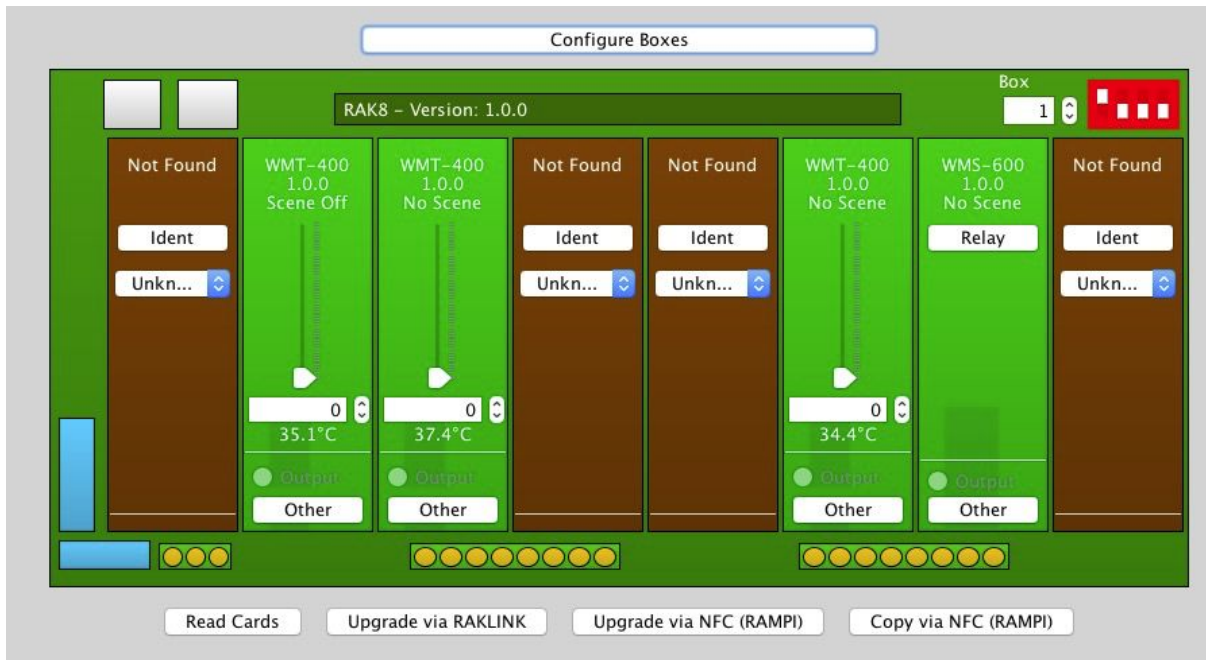 Configure Boxes
Box
RAK8 – Version: 1.0.0
1
Not Found
WMT-400
1.0.0
Scene Off
WMT-400
1.0.0
No Scene
Not Found
Not Found
WMT-400
1.0.0
No Scene
WMS-600
1.0.0
No Scene
Not Found
Ident
Ident
Ident
Relay
Ident
Unkn...
Unkn...
Unkn...
Unkn...
0
0
0
35.1°C
37.4°C
34.4°C
Output
Output
Output
Output
Other
Other
Other
Other
Read Cards
Upgrade via RAKLINK
Upgrade via NFC (RAMPI)
Copy via NFC (RAMPI)